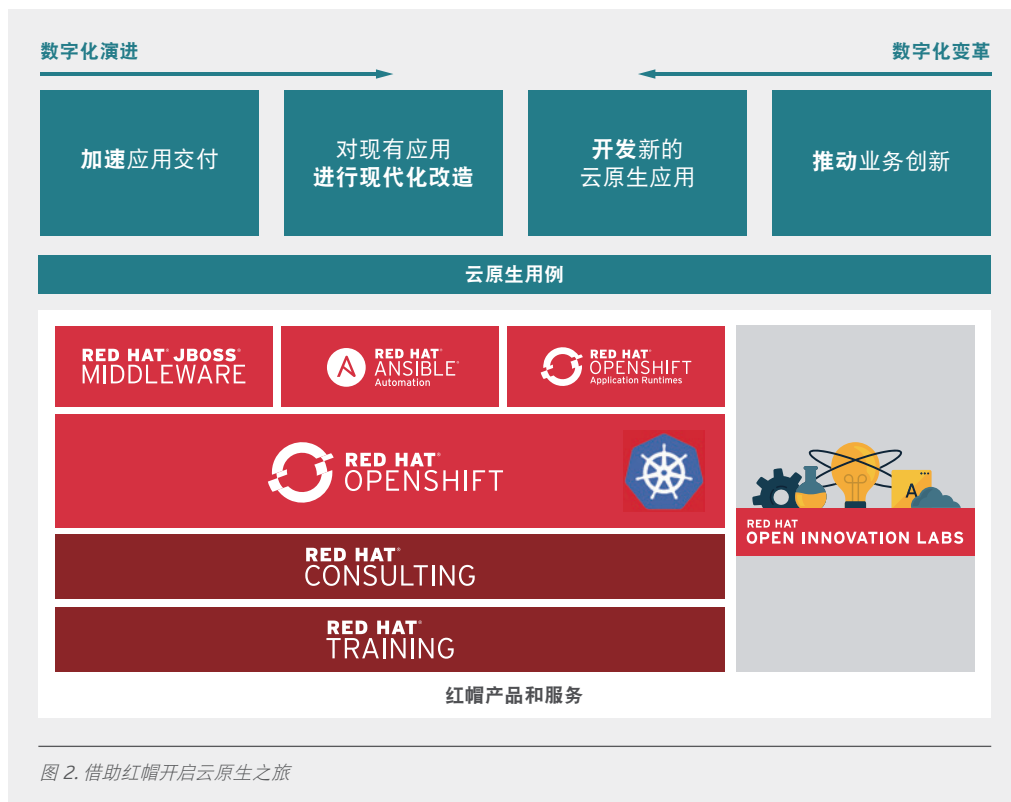 数字化演进
数字化变革
加速应用交付
对现有应用
进行现代化改造
开发新的
云原生应用
推动业务创新
云原生用例
RED HAT® JBOSS®
MIDDLEWARE
A
RED HAT®
ANSIBLE®
Automation
RED HAT®
OPENSHIFT
Application Runtimes
RED HAT®
OPENSHIFT
A
RED HAT
OPEN INNOVATION LABS
RED HAT®
CONSULTING
RED HAT®
TRAINING
红帽产品和服务
图 2. 借助红帽开启云原生之旅